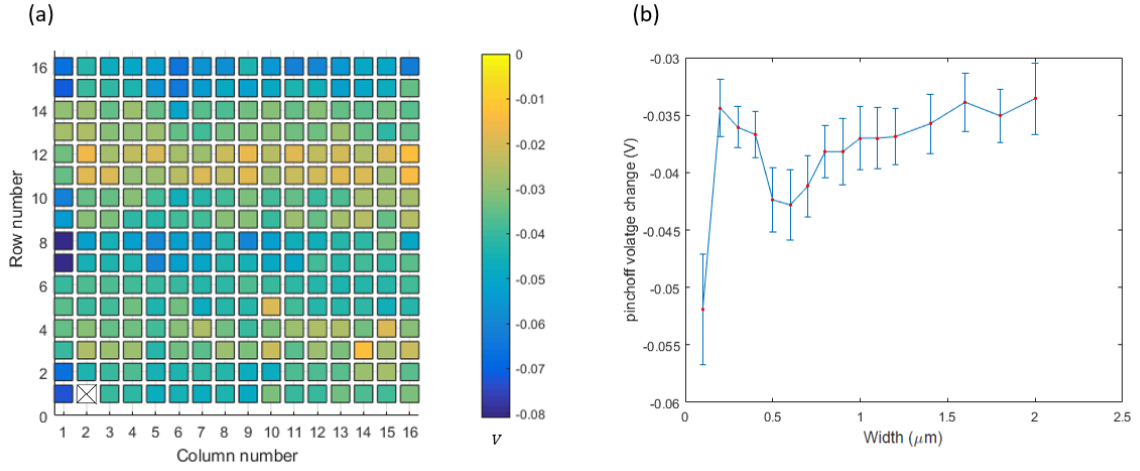 (a)
(b)
Row number
16
14
12
10
8
6
4
2
0
1 2 3 4 5 6 7 8 9 10 11 12 13 14 15 16
Column number
0
-0.01
-0.02
-0.03
-0.04
-0.05
-0.06
-0.07
-0.08
V
pinchoff volatge change (V)
-0.03
-0.035
-0.04
-0.045
-0.05
-0.055
-0.06
0 0.5 1 1.5 2 2.5
Width (μm)